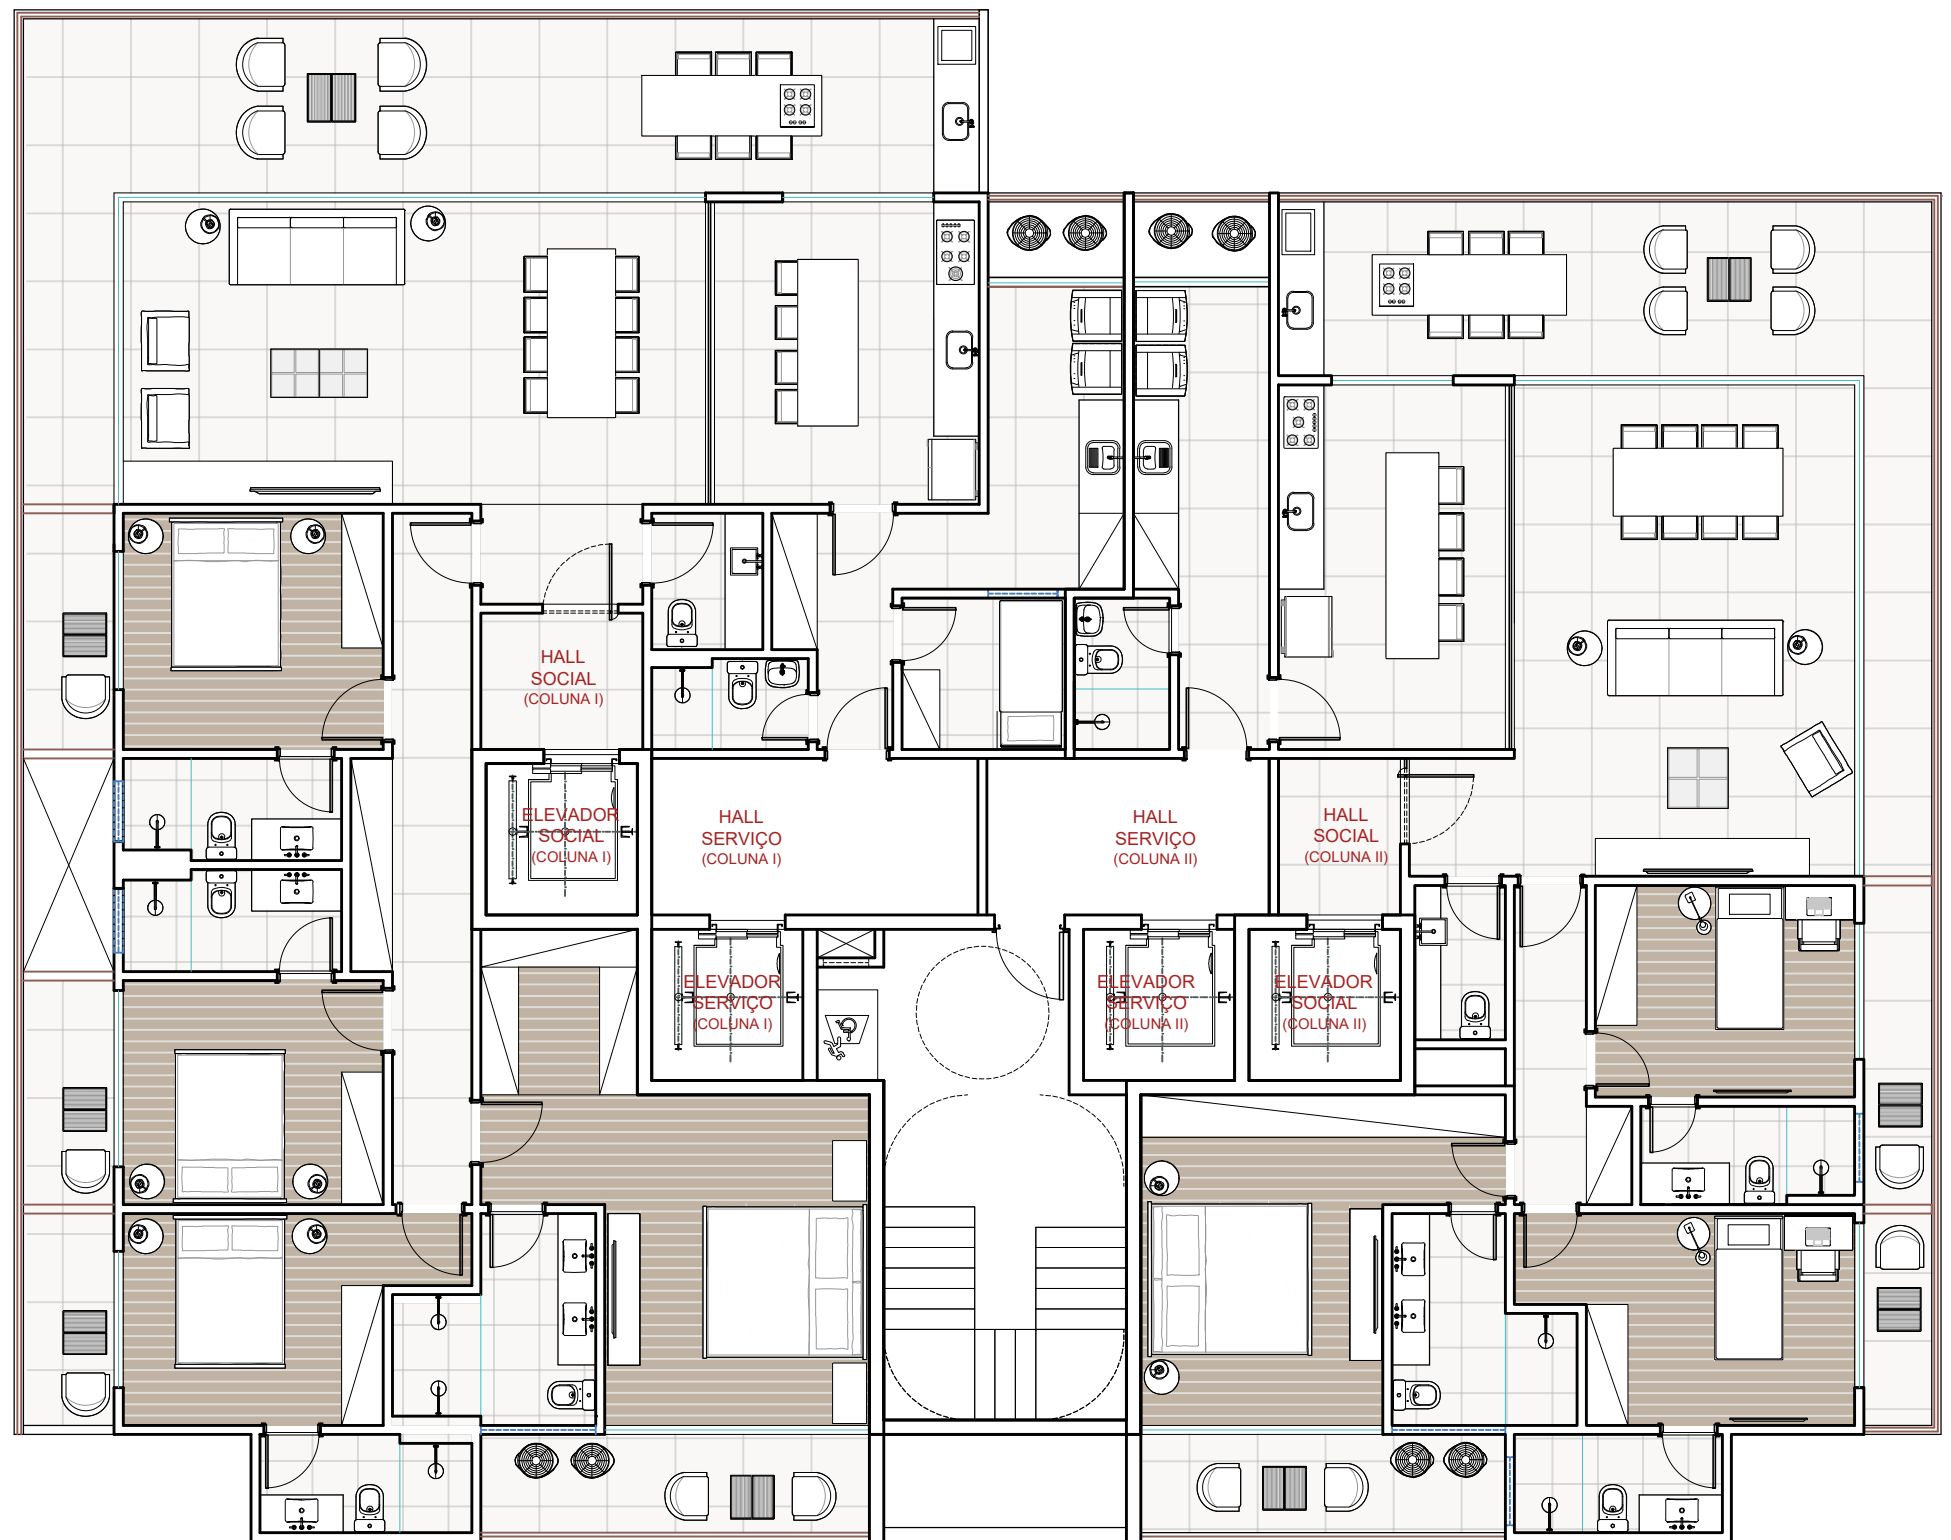 HALL
SOCIAL
(COLUNA I)
ELEVADOR
SOCIAL
(COLUNA I)
HALL
SERVIÇO
(COLUNA I)
HALL
SERVIÇO
(COLUNA II)
HALL
SOCIAL
(COLUNA II)
ELEVADOR
SERVIÇO
(COLUNA I)
ELEVADOR
SERVIÇO
(COLUNA II)
ELEVADOR
SOCIAL
(COLUNA II)